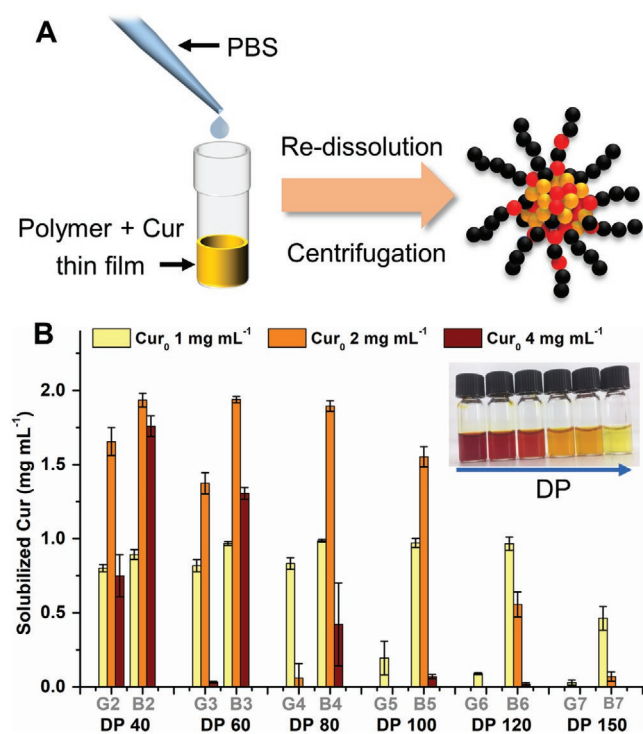 A
PBS
Polymer + Cur
thin film
Re-dissolution
Centrifugation
B
Cur₀ 1 mg mL⁻¹
Cur₀ 2 mg mL⁻¹
Cur₀ 4 mg mL⁻¹
DP
Solubilized Cur (mg mL⁻¹)
2.0
1.5
1.0
0.5
0.0
G2 B2 G3 B3 G4 B4 G5 B5 G6 B6 G7 B7
DP 40 DP 60 DP 80 DP 100 DP 120 DP 150